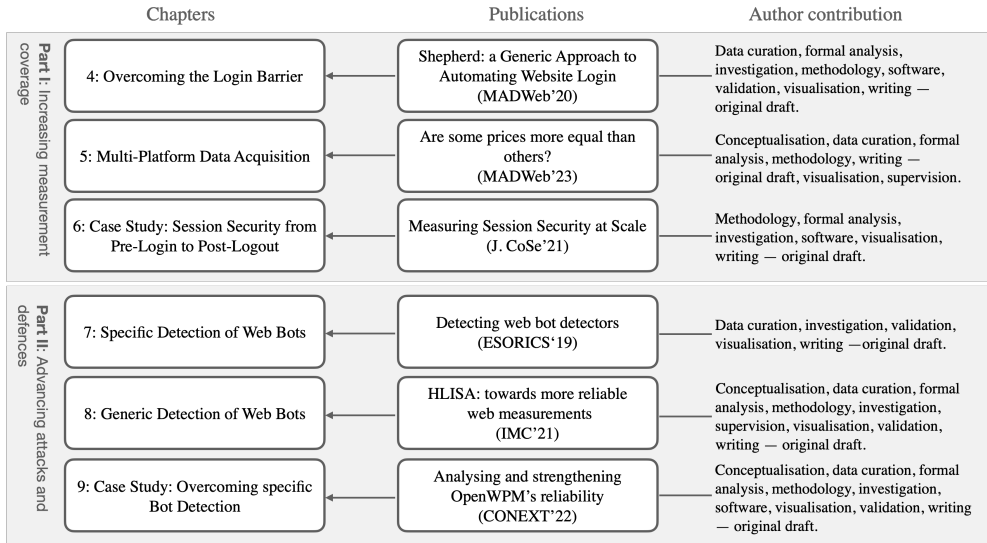 Chapters
Publications
Author contribution
Part I: Increasing measurement
coverage
4: Overcoming the Login Barrier
Shepherd: a Generic Approach to
Automating Website Login
(MADWeb'20)
Data curation, formal analysis,
investigation, methodology, software,
validation, visualisation, writing —
original draft.
5: Multi-Platform Data Acquisition
Are some prices more equal than
others?
(MADWeb'23)
Conceptualisation, data curation, formal
analysis, methodology, writing —
original draft, visualisation, supervision.
6: Case Study: Session Security from
Pre-Login to Post-Logout
Measuring Session Security at Scale
(J. CoSe'21)
Methodology, formal analysis,
investigation, software, visualisation,
writing — original draft.
Part II: Advancing attacks and
defences
7: Specific Detection of Web Bots
Detecting web bot detectors
(ESORICS‘19)
Data curation, investigation, validation,
visualisation, writing —original draft.
8: Generic Detection of Web Bots
HLISA: towards more reliable
web measurements
(IMC'21)
Conceptualisation, data curation, formal
analysis, methodology, investigation,
supervision, visualisation, validation,
writing — original draft.
9: Case Study: Overcoming specific
Bot Detection
Analysing and strengthening
OpenWPM's reliability
(CONEXT'22)
Conceptualisation, data curation, formal
analysis, methodology, investigation,
software, visualisation, validation, writing
— original draft.